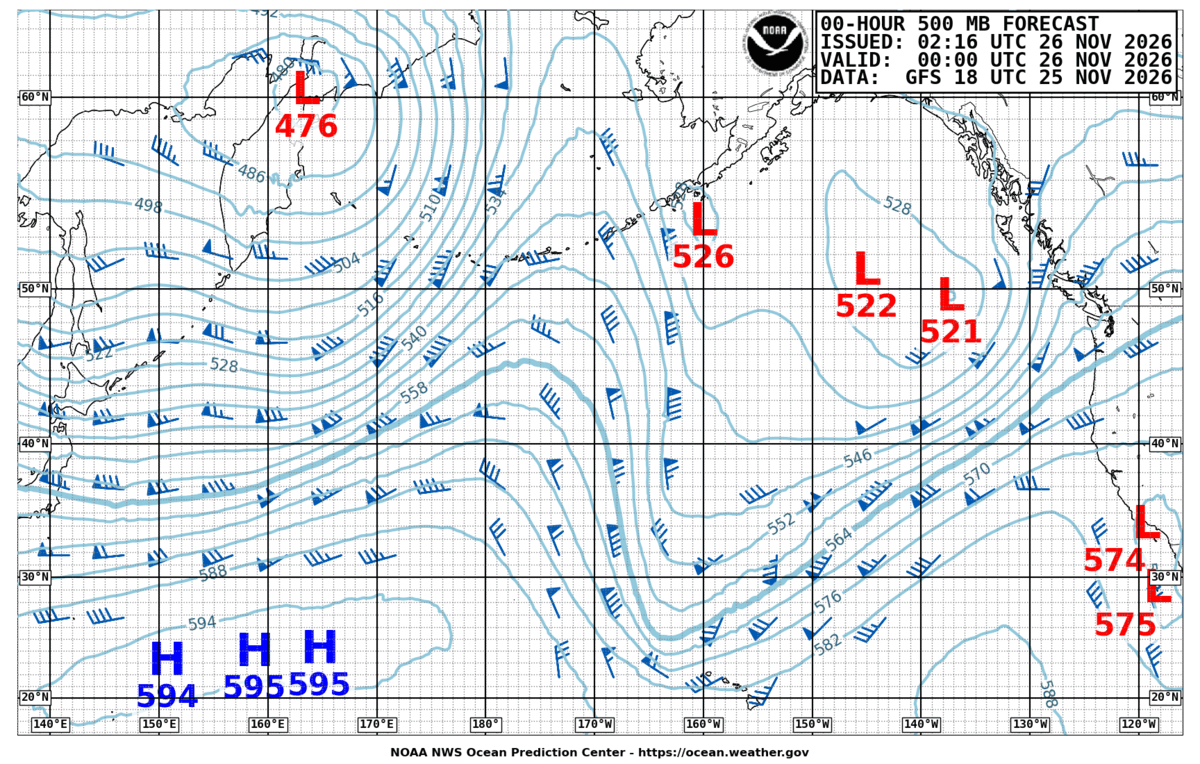 00-HOUR 500 MB FORECAST
ISSUED: 02:16 UTC 26 NOV 2026
VALID: 00:00 UTC 26 NOV 2026
DATA: GFS 18 UTC 25 NOV 2026
NOAA
492
480
60°N
60°N
L
476
486
498
510
534
528
L
526
528
504
L
522
L
521
50°N
50°N
516
522
528
540
558
40°N
40°N
546
570
552
564
L
574
588
30°N
30°N
576
L
575
594
582
H
594
H
595
H
595
588
20°N
20°N
140°E
150°E
160°E
170°E
180°
170°W
160°W
150°W
140°W
130°W
120°W
NOAA NWS Ocean Prediction Center - https://ocean.weather.gov